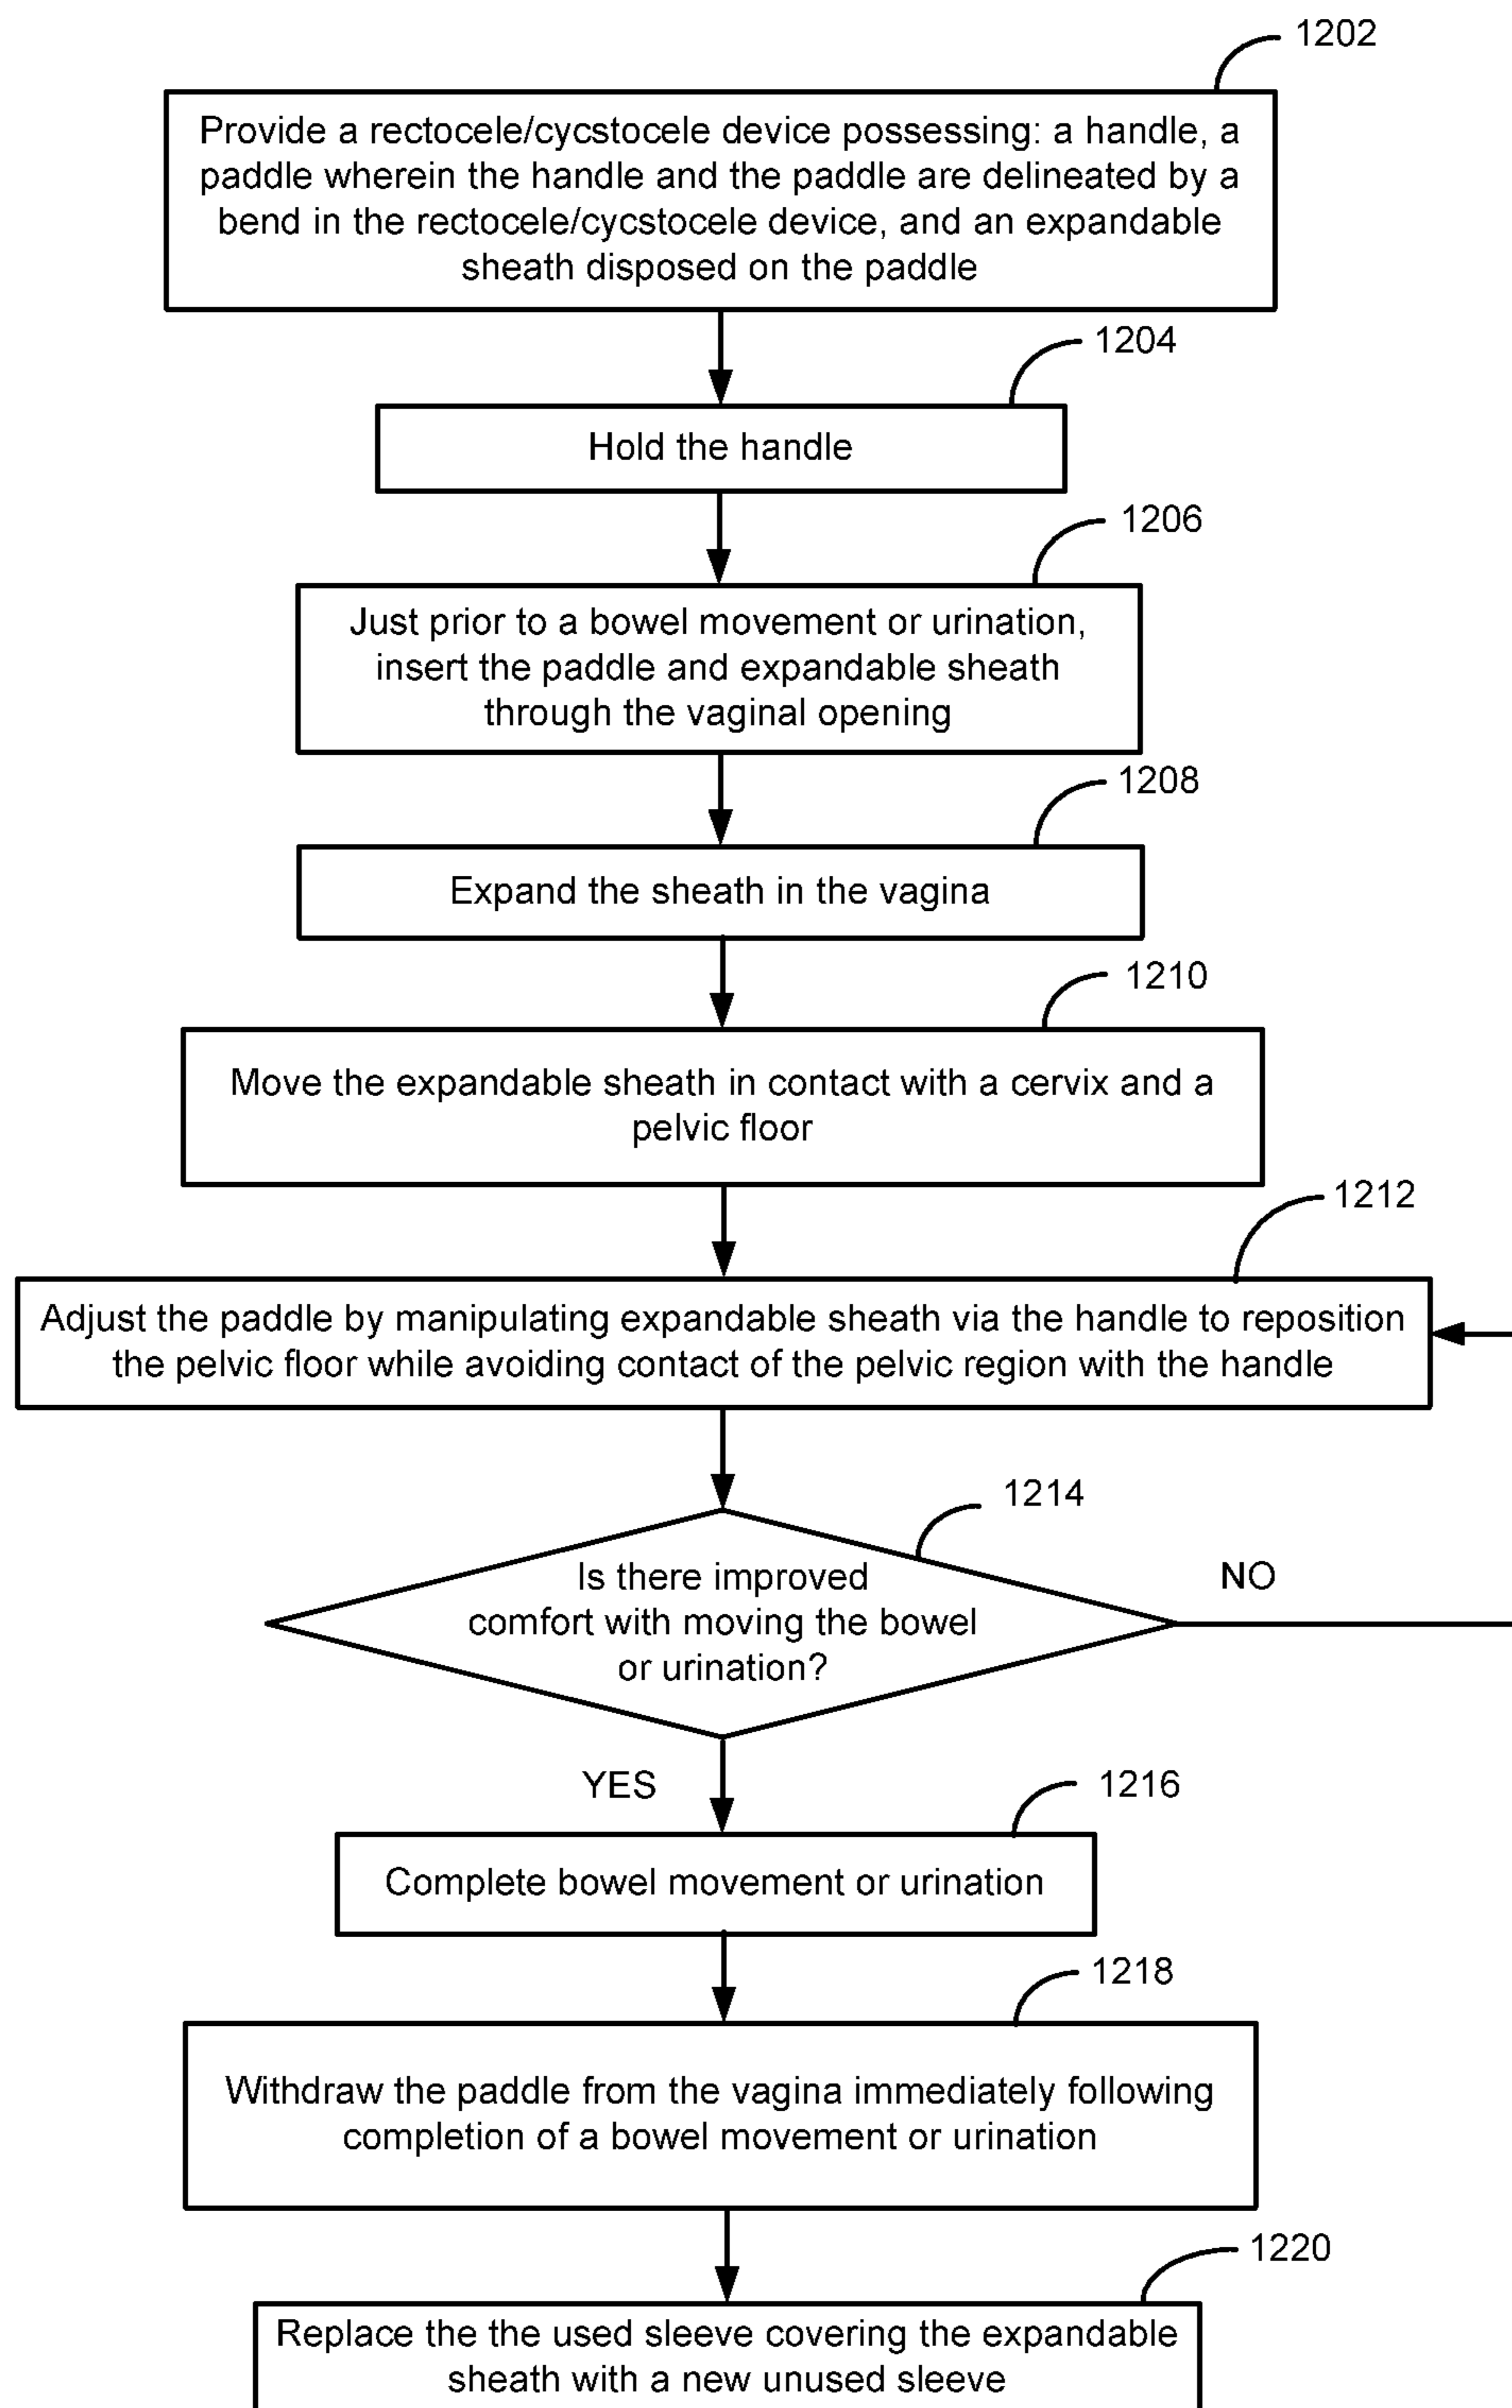 1202
Provide a rectocele/cycstocele device possessing: a handle, a
paddle wherein the handle and the paddle are delineated by a
bend in the rectocele/cycstocele device, and an expandable
sheath disposed on the paddle
1204
Hold the handle
1206
Just prior to a bowel movement or urination,
insert the paddle and expandable sheath
through the vaginal opening
1208
Expand the sheath in the vagina
1210
Move the expandable sheath in contact with a cervix and a
pelvic floor
1212
Adjust the paddle by manipulating expandable sheath via the handle to reposition
the pelvic floor while avoiding contact of the pelvic region with the handle
1214
Is there improved
comfort with moving the bowel
or urination?
NO
YES
1216
Complete bowel movement or urination
1218
Withdraw the paddle from the vagina immediately following
completion of a bowel movement or urination
1220
Replace the the used sleeve covering the expandable
sheath with a new unused sleeve